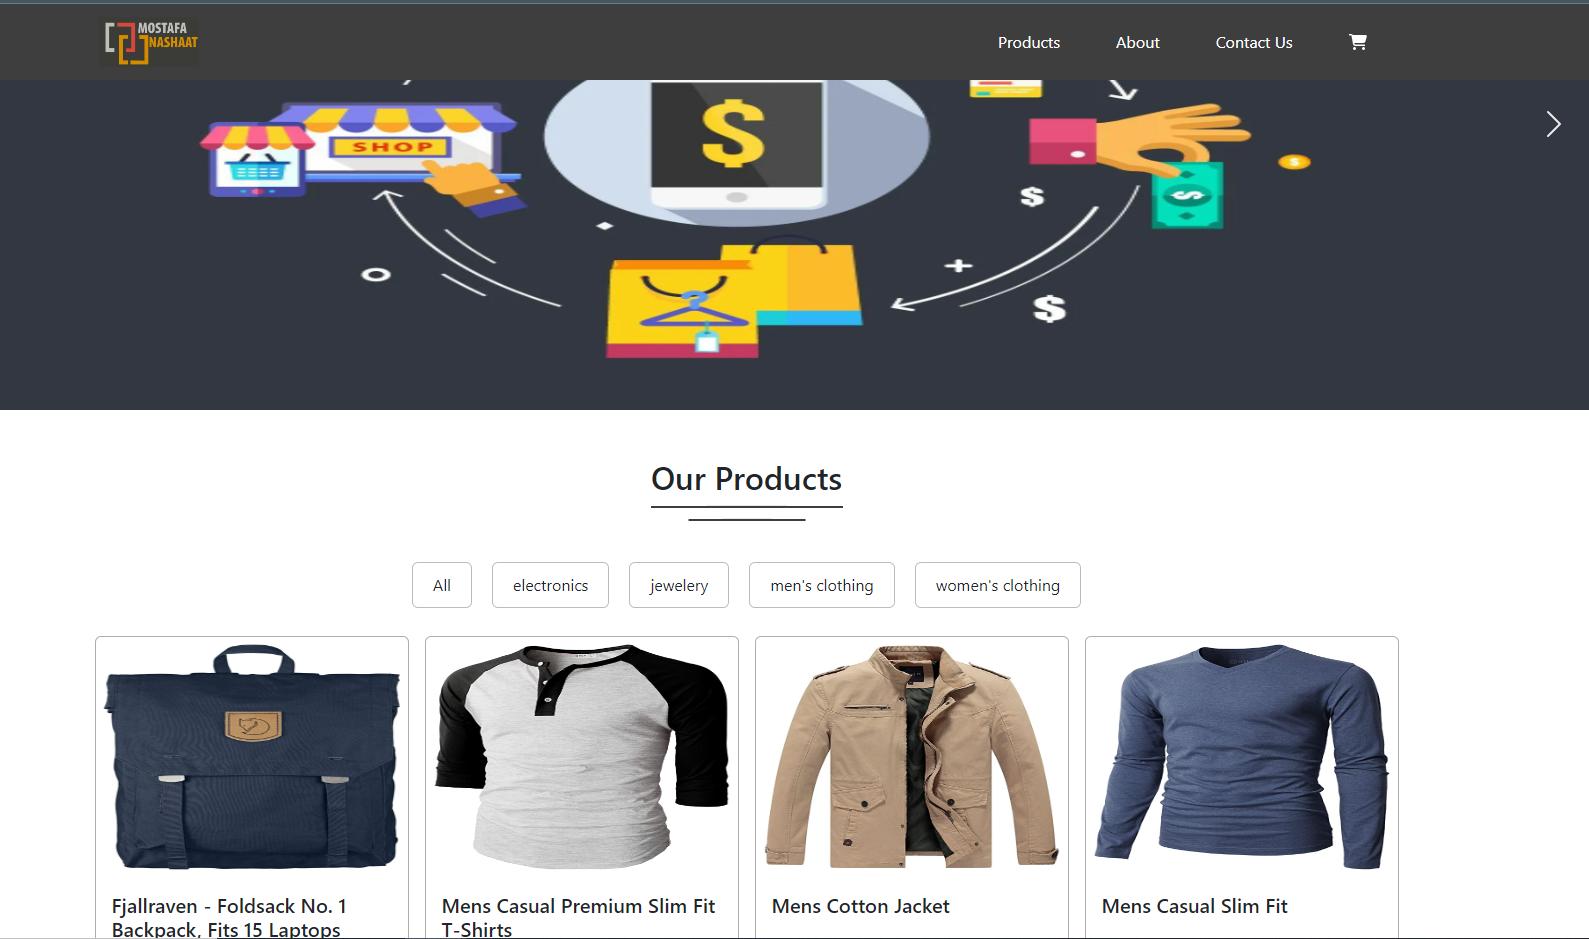 MOSTAFA
NASHAAT
Products About Contact Us
SHOP
$
$
$
$
$
Our Products
All electronics jewelery men's clothing women's clothing
Fjallraven - Foldsack No. 1
Backpack, Fits 15 Laptops
Mens Casual Premium Slim Fit
T-Shirts
Mens Cotton Jacket
Mens Casual Slim Fit